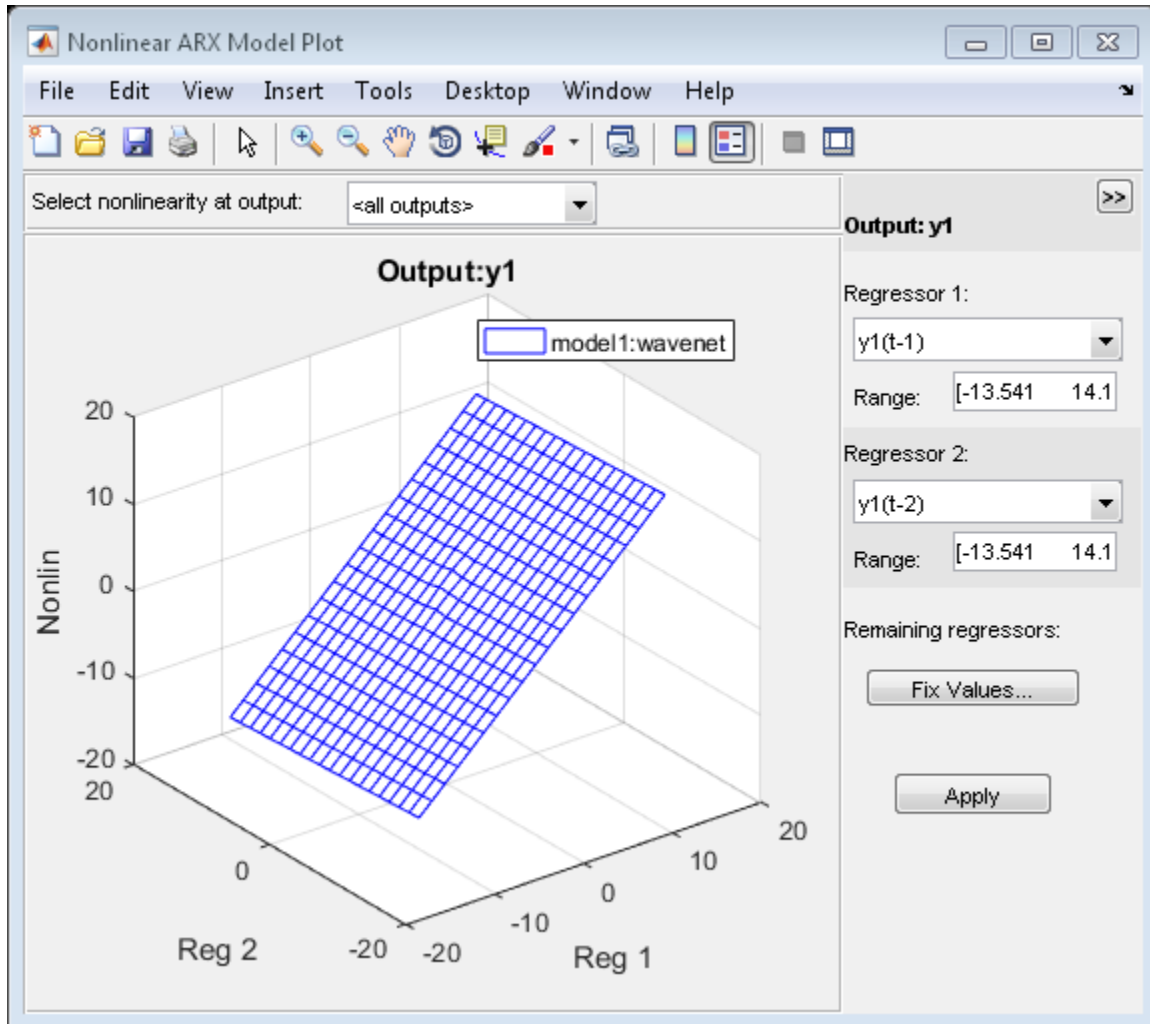 Nonlinear ARX Model Plot
File Edit View Insert Tools Desktop Window Help
Select nonlinearity at output: <all outputs>
>>
Output: y1
Output:y1
model1:wavenet
20
10
0
-10
-20
Nonlin
20
0
-20
Reg 2
-20
-10
0
10
20
Reg 1
Regressor 1:
y1(t-1)
Range: [-13.541 14.1
Regressor 2:
y1(t-2)
Range: [-13.541 14.1
Remaining regressors:
Fix Values...
Apply